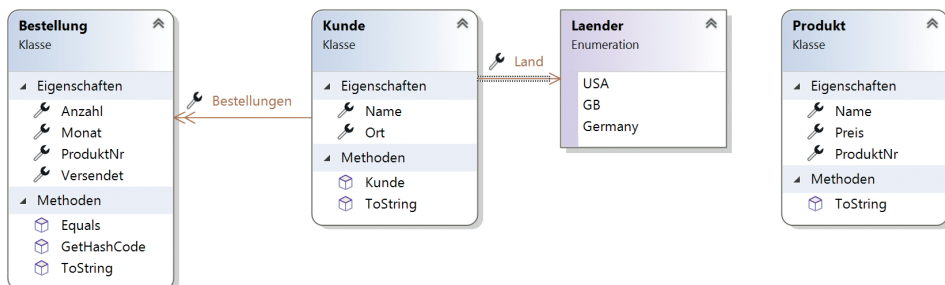 Bestellung
Klasse
Eigenschaften
Anzahl
Monat
ProduktNr
Versendet
Methoden
Equals
GetHashCode
ToString
Bestellungen
Kunde
Klasse
Eigenschaften
Name
Ort
Methoden
Kunde
ToString
Land
Laender
Enumeration
USA
GB
Germany
Produkt
Klasse
Eigenschaften
Name
Preis
ProduktNr
Methoden
ToString